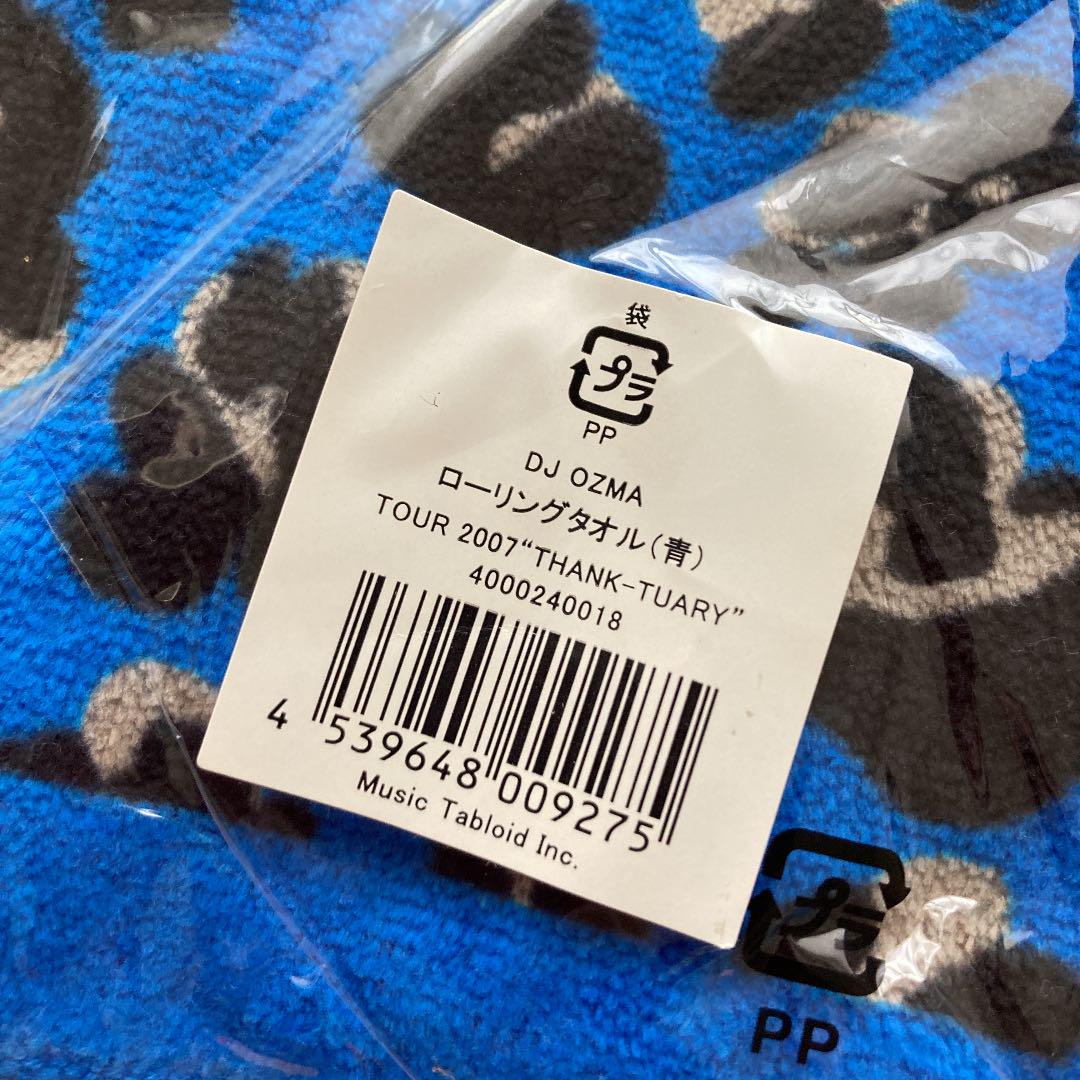 袋
プラ
PP
DJ OZMA
ローリングタオル(青)
TOUR 2007“THANK-TUARY”
4000240018
4 539648 009275
Music Tabloid Inc.
プラ
PP